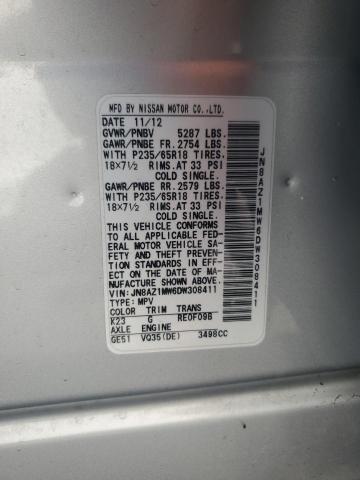 MFD BY NISSAN MOTOR CO.,LTD.
DATE 11/12
GVWR/PNBV 5287 LBS.
GAWR/PNBE FR. 2754 LBS.
WITH P235/65R18 TIRES,
18×7½ RIMS.AT 33 PSI
COLD SINGLE.
GAWR/PNBE RR. 2579 LBS.
WITH P235/65R18 TIRES,
18×7½ RIMS.AT 33 PSI
COLD SINGLE.
THIS VEHICLE CONFORMS
TO ALL APPLICABLE FED-
ERAL MOTOR VEHICLE SA-
FETY AND THEFT PREVEN-
TION STANDARDS IN EFF-
ECT ON THE DATE OF MA-
NUFACTURE SHOWN ABOVE.
VIN:JN8AZ1MW6DW308411
TYPE:MPV
COLOR TRIM TRANS
K23 G RE0F09B
AXLE ENGINE
GE51 VQ35(DE) 3498CC
JN8AZ1MW6DW308411